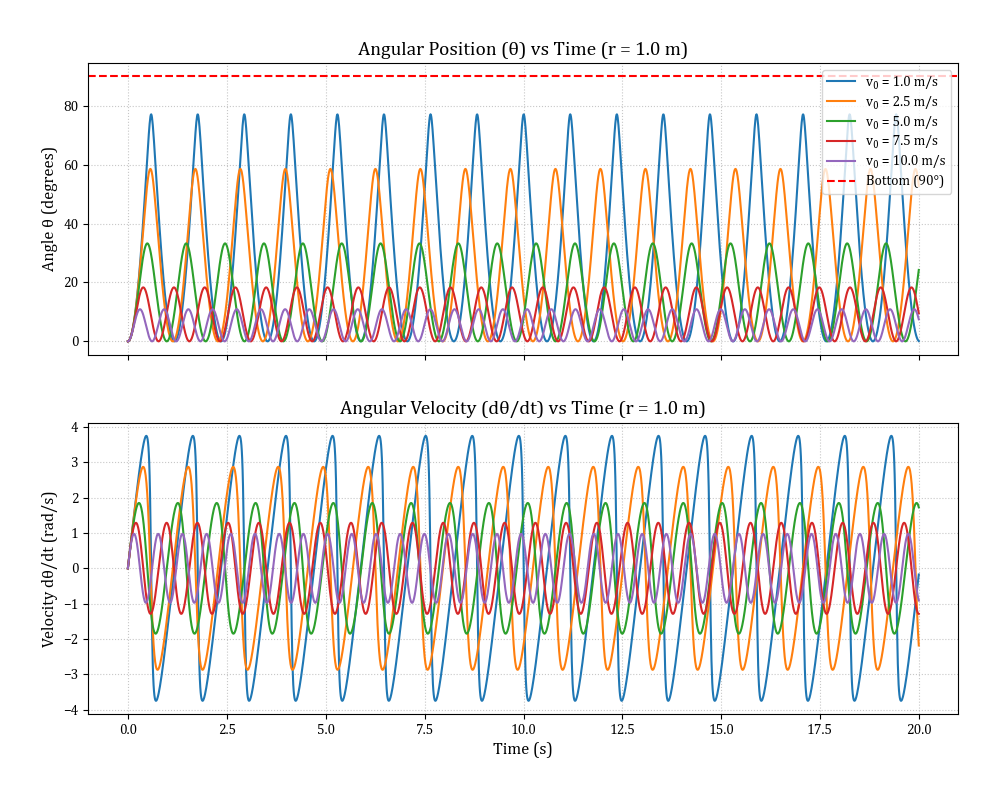 Angular Position (θ) vs Time (r = 1.0 m)
Angle θ (degrees)
80
60
40
20
0
v₀ = 1.0 m/s
v₀ = 2.5 m/s
v₀ = 5.0 m/s
v₀ = 7.5 m/s
v₀ = 10.0 m/s
Bottom (90°)
Angular Velocity (dθ/dt) vs Time (r = 1.0 m)
Velocity dθ/dt (rad/s)
4
3
2
1
0
−1
−2
−3
−4
0.0 2.5 5.0 7.5 10.0 12.5 15.0 17.5 20.0
Time (s)